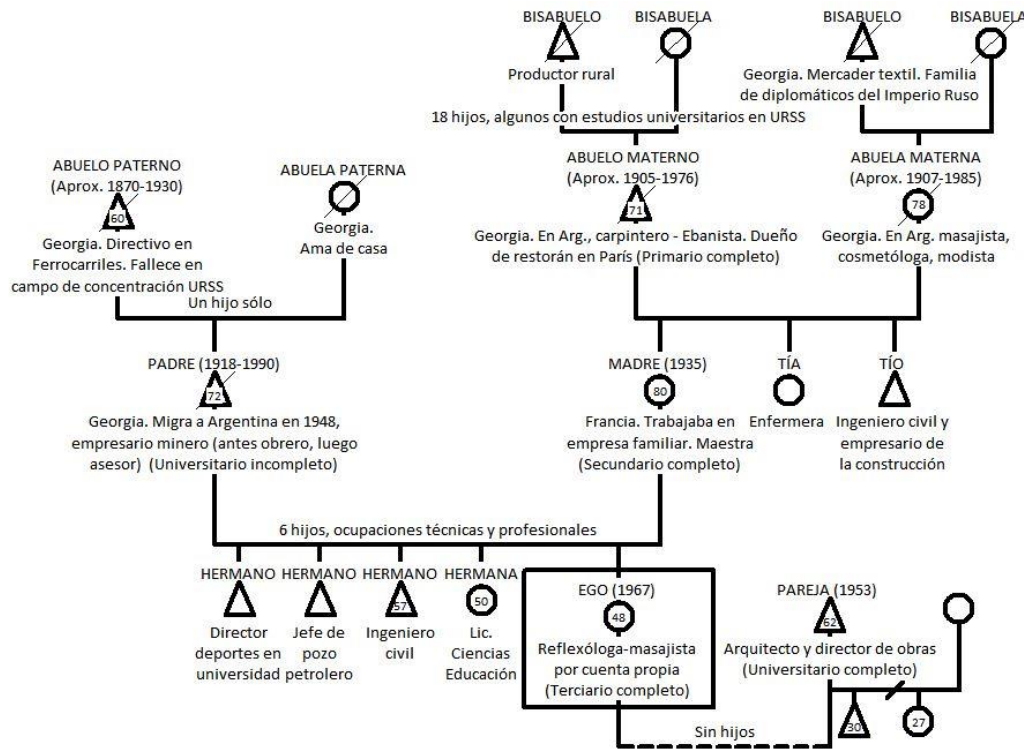 BISABUELO
BISABUELA
BISABUELO
BISABUELA
Productor rural
Georgia. Mercader textil. Familia
de diplomáticos del Imperio Ruso
18 hijos, algunos con estudios universitarios en URSS
ABUELO PATERNO
(Aprox. 1870-1930)
60
Georgia. Directivo en
Ferrocarriles. Fallece en
campo de concentración URSS
ABUELA PATERNA
Georgia.
Ama de casa
Un hijo sólo
ABUELO MATERNO
(Aprox. 1905-1976)
71
Georgia. En Arg., carpintero - Ebanista. Dueño
de restorán en París (Primario completo)
ABUELA MATERNA
(Aprox. 1907-1985)
78
Georgia. En Arg. masajista,
cosmetóloga, modista
PADRE (1918-1990)
72
Georgia. Migra a Argentina en 1948,
empresario minero (antes obrero, luego
asesor) (Universitario incompleto)
MADRE (1935)
80
Francia. Trabajaba en
empresa familiar. Maestra
(Secundario completo)
TÍA
Enfermera
TÍO
Ingeniero civil y
empresario de
la construcción
6 hijos, ocupaciones técnicas y profesionales
HERMANO
Director
deportes en
universidad
HERMANO
Jefe de
pozo
petrolero
HERMANO
57
Ingeniero
civil
HERMANA
50
Lic.
Ciencias
Educación
EGO (1967)
48
Reflexóloga-masajista
por cuenta propia
(Terciario completo)
PAREJA (1953)
62
Arquitecto y director de obras
(Universitario completo)
30
27
Sin hijos